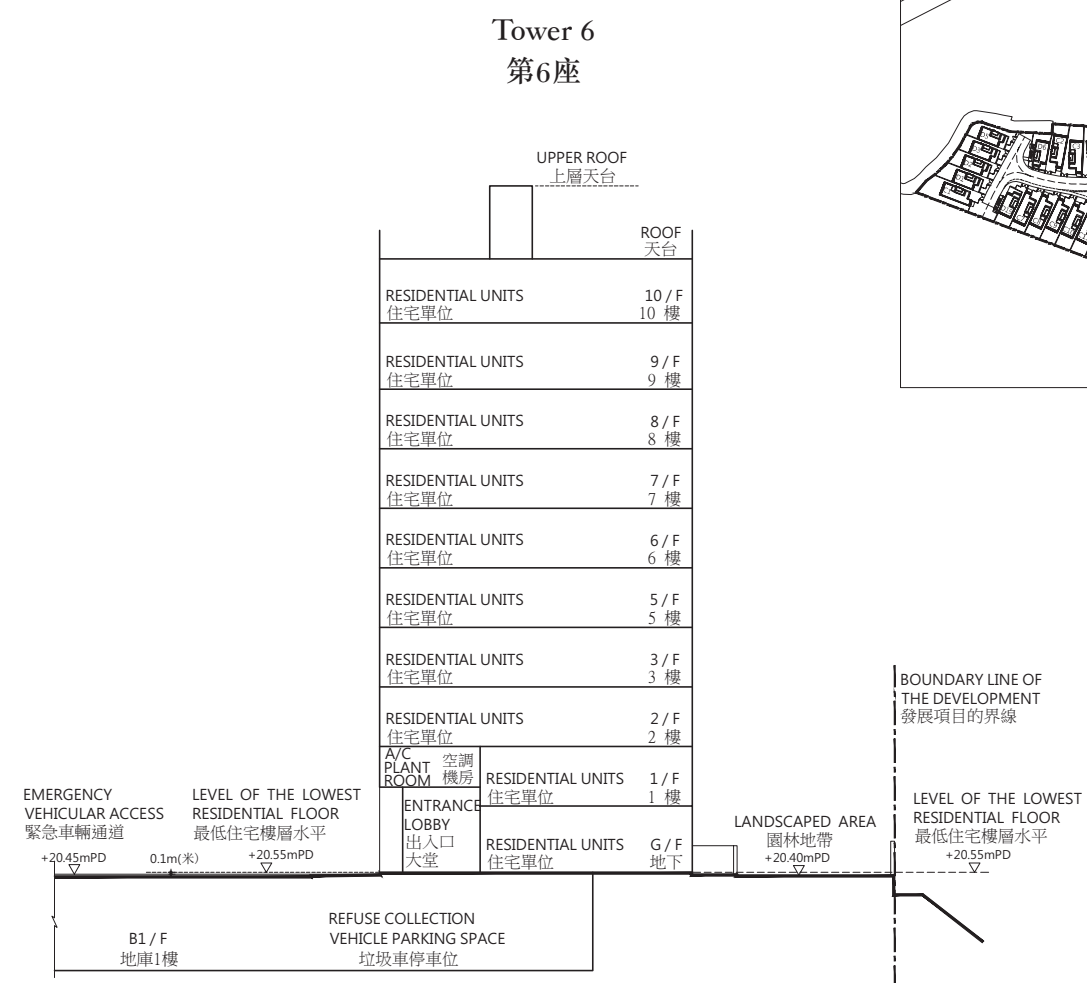 Tower 6
第6座
UPPER ROOF
上層天台
ROOF
天台
RESIDENTIAL UNITS 10 / F
住宅單位 10 樓
RESIDENTIAL UNITS 9 / F
住宅單位 9 樓
RESIDENTIAL UNITS 8 / F
住宅單位 8 樓
RESIDENTIAL UNITS 7 / F
住宅單位 7 樓
RESIDENTIAL UNITS 6 / F
住宅單位 6 樓
RESIDENTIAL UNITS 5 / F
住宅單位 5 樓
RESIDENTIAL UNITS 3 / F
住宅單位 3 樓
RESIDENTIAL UNITS 2 / F
住宅單位 2 樓
A/C
PLANT
ROOM
空調
機房
RESIDENTIAL UNITS 1 / F
住宅單位 1 樓
ENTRANCE
LOBBY
出入口
大堂
RESIDENTIAL UNITS G / F
住宅單位 地下
EMERGENCY
VEHICULAR ACCESS
緊急車輛通道
+20.45mPD
0.1m(米)
LEVEL OF THE LOWEST
RESIDENTIAL FLOOR
最低住宅樓層水平
+20.55mPD
LANDSCAPED AREA
園林地帶
+20.40mPD
BOUNDARY LINE OF
THE DEVELOPMENT
發展項目的界線
LEVEL OF THE LOWEST
RESIDENTIAL FLOOR
最低住宅樓層水平
+20.55mPD
B1 / F
地庫1樓
REFUSE COLLECTION
VEHICLE PARKING SPACE
垃圾車停車位